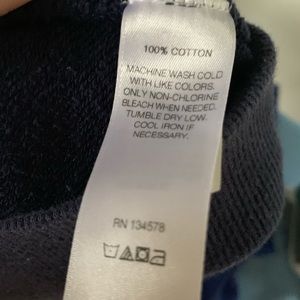 100% COTTON
MACHINE WASH COLD
WITH LIKE COLORS.
ONLY NON-CHLORINE
BLEACH WHEN NEEDED.
TUMBLE DRY LOW.
COOL IRON IF
NECESSARY.
RN 134578